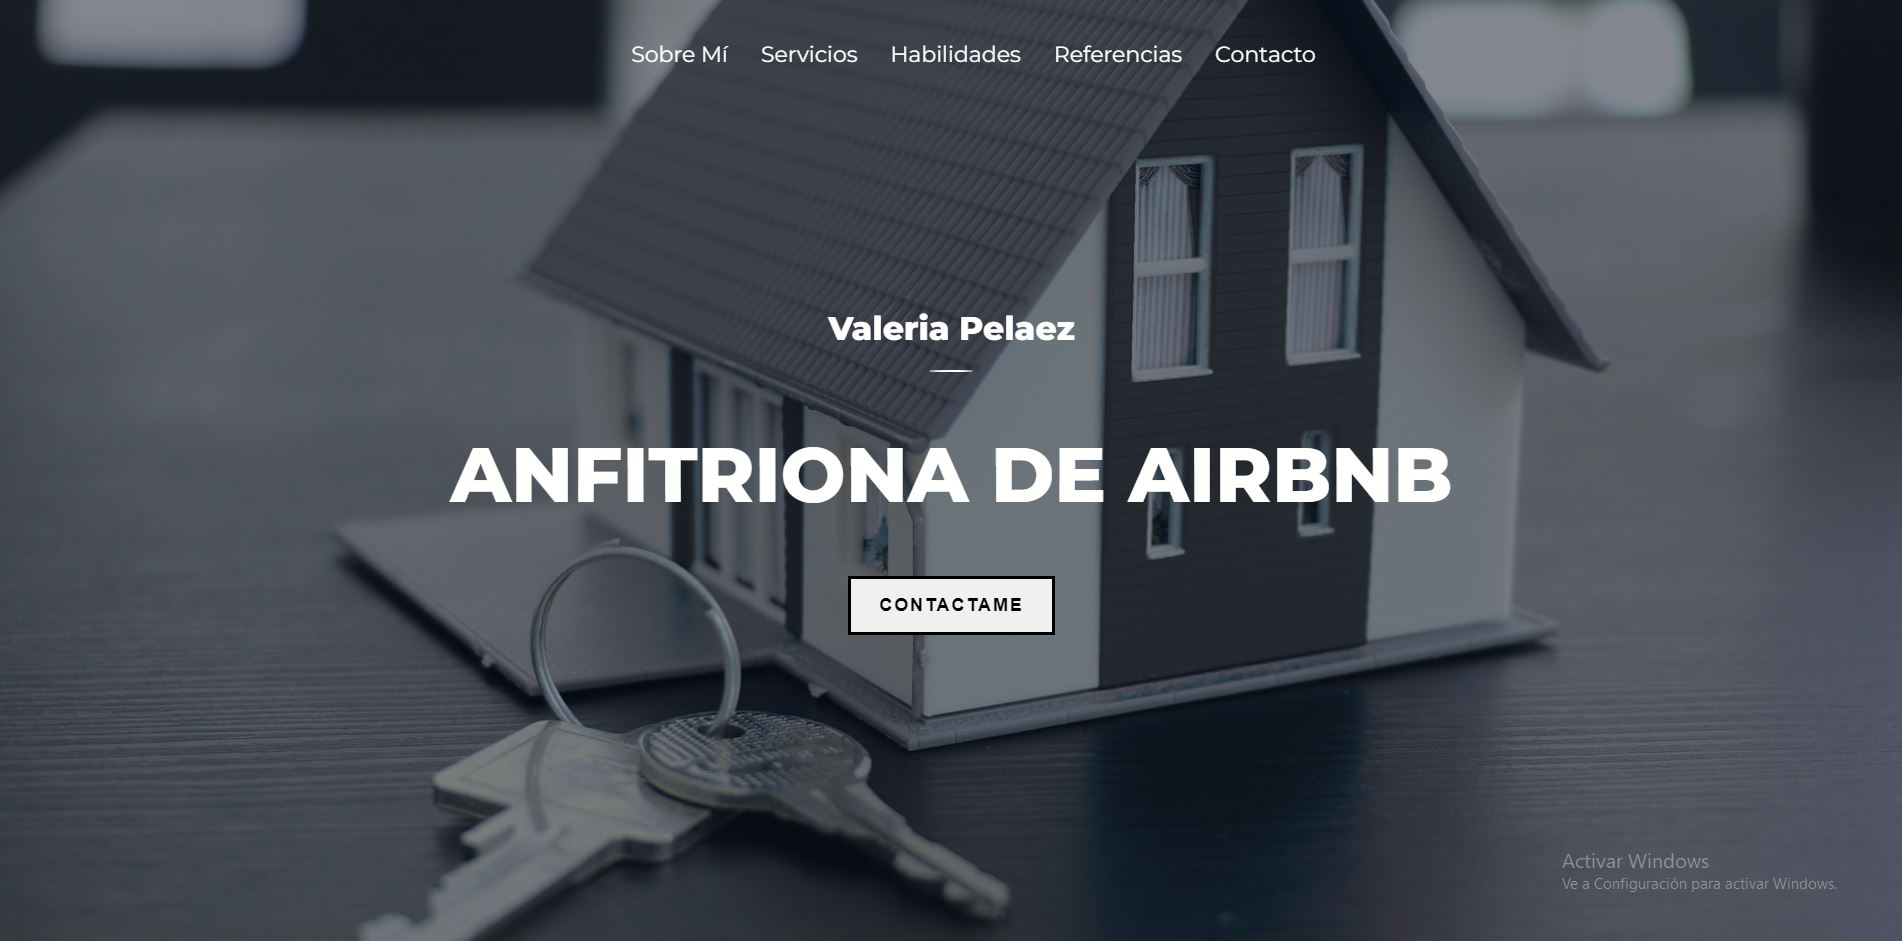 Sobre Mí Servicios Habilidades Referencias Contacto
Valeria Pelaez
ANFITRIONA DE AIRBNB
CONTACTAME
Activar Windows
Ve a Configuración para activar Windows.